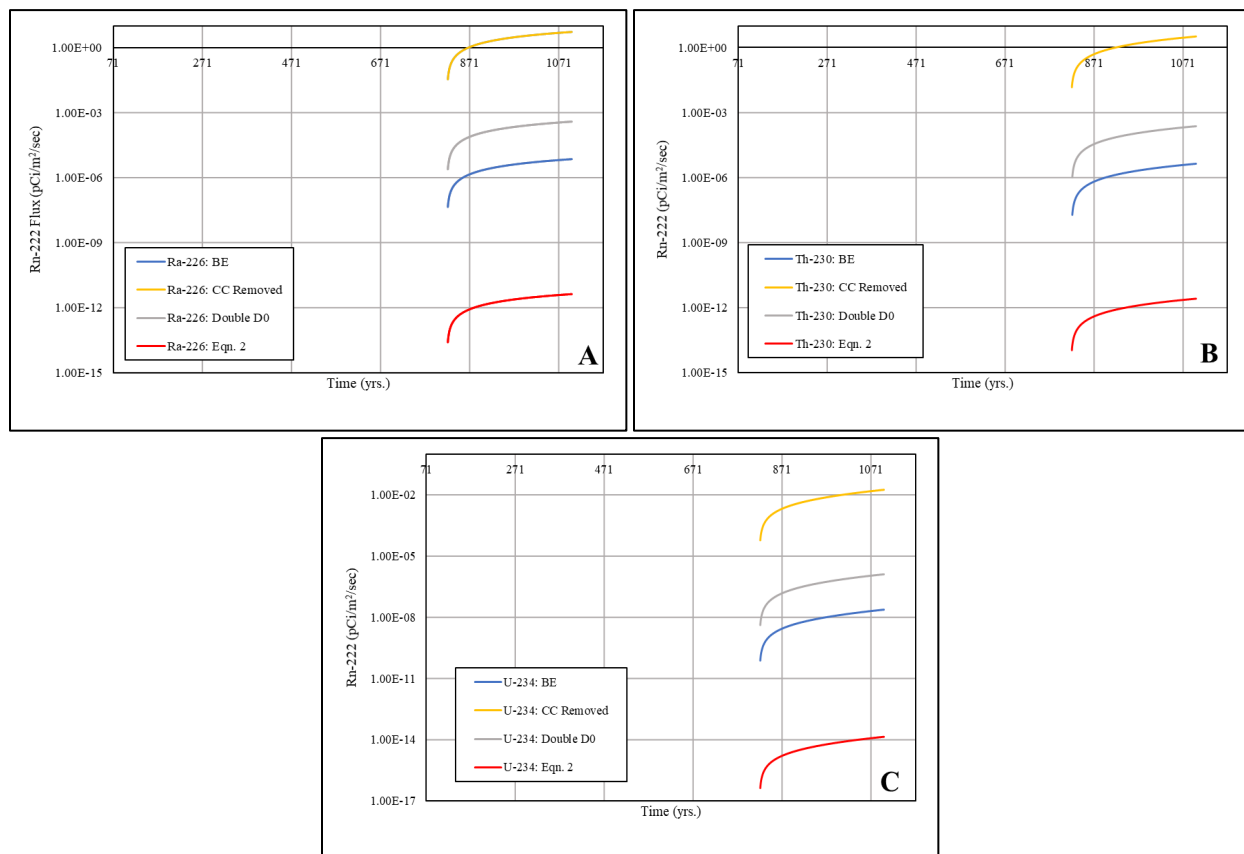 1.00E+00
71 271 471 671 871 1071
1.00E-03
1.00E-06
1.00E-09
1.00E-12
1.00E-15
Rn-222 Flux (pCi/m²/sec)
Ra-226: BE
Ra-226: CC Removed
Ra-226: Double D0
Ra-226: Eqn. 2
A
Time (yrs.)
1.00E+00
71 271 471 671 871 1071
1.00E-03
1.00E-06
1.00E-09
1.00E-12
1.00E-15
Rn-222 (pCi/m²/sec)
Th-230: BE
Th-230: CC Removed
Th-230: Double D0
Th-230: Eqn. 2
B
Time (yrs.)
71 271 471 671 871 1071
1.00E-02
1.00E-05
1.00E-08
1.00E-11
1.00E-14
1.00E-17
Rn-222 (pCi/m²/sec)
U-234: BE
U-234: CC Removed
U-234: Double D0
U-234: Eqn. 2
C
Time (yrs.)